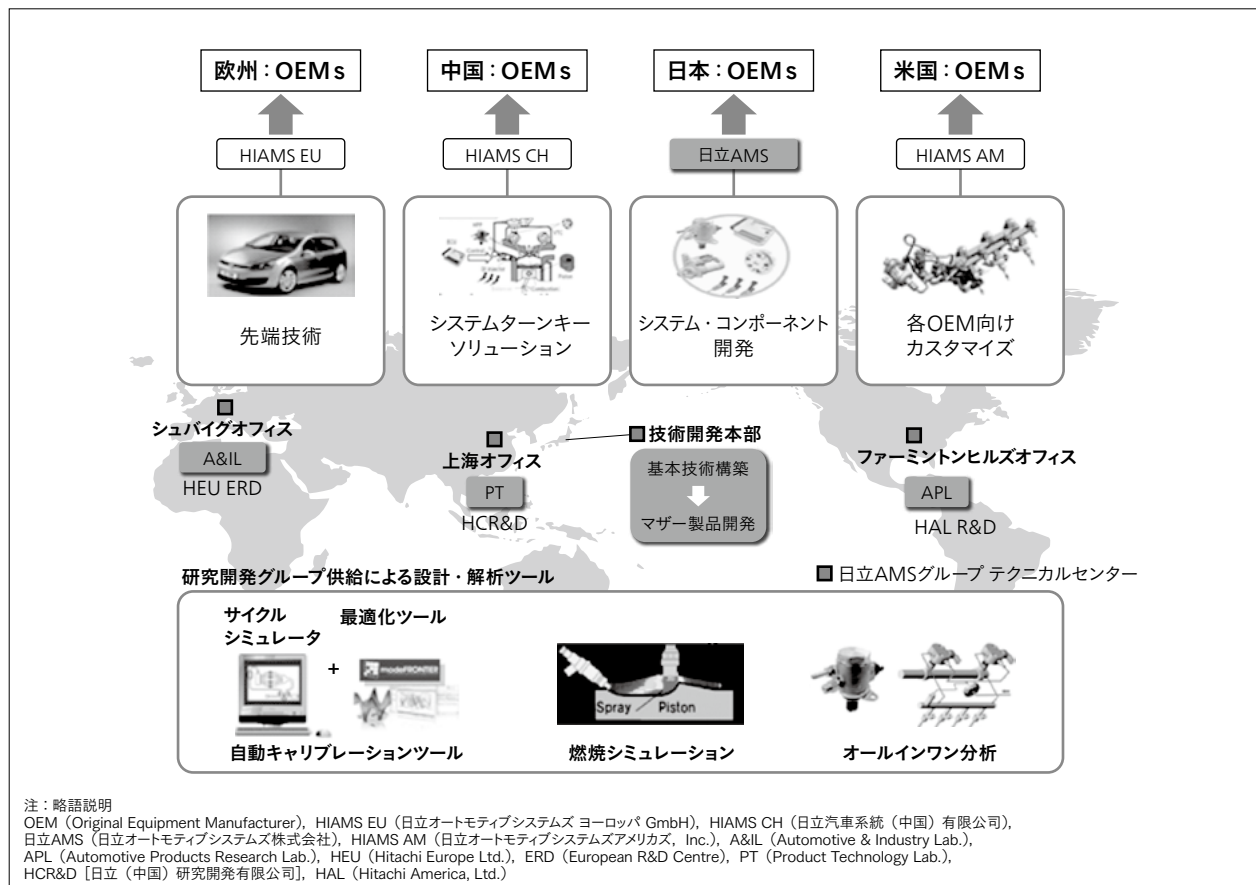 欧州：OEMs
中国：OEMs
日本：OEMs
米国：OEMs
HIAMS EU
HIAMS CH
日立AMS
HIAMS AM
先端技術
システムターンキー
ソリューション
システム・コンポーネント
開発
各OEM向け
カスタマイズ
シュバイグオフィス
A&IL
HEU ERD
上海オフィス
PT
HCR&D
技術開発本部
基本技術構築
マザー製品開発
ファーミントンヒルズオフィス
APL
HAL R&D
研究開発グループ供給による設計・解析ツール
日立AMSグループ テクニカルセンター
サイクル
シミュレータ
+
最適化ツール
modeFRONTIER
自動キャリブレーションツール
Spray Piston
燃焼シミュレーション
オールインワン分析
注：略語説明
OEM（Original Equipment Manufacturer），HIAMS EU（日立オートモティブシステムズ ヨーロッパ GmbH），HIAMS CH（日立汽車系統（中国）有限公司），
日立AMS（日立オートモティブシステムズ株式会社），HIAMS AM（日立オートモティブシステムズアメリカズ，Inc.），A&IL（Automotive & Industry Lab.），
APL（Automotive Products Research Lab.），HEU（Hitachi Europe Ltd.），ERD（European R&D Centre），PT（Product Technology Lab.），
HCR&D［日立（中国）研究開発有限公司］，HAL（Hitachi America, Ltd.）